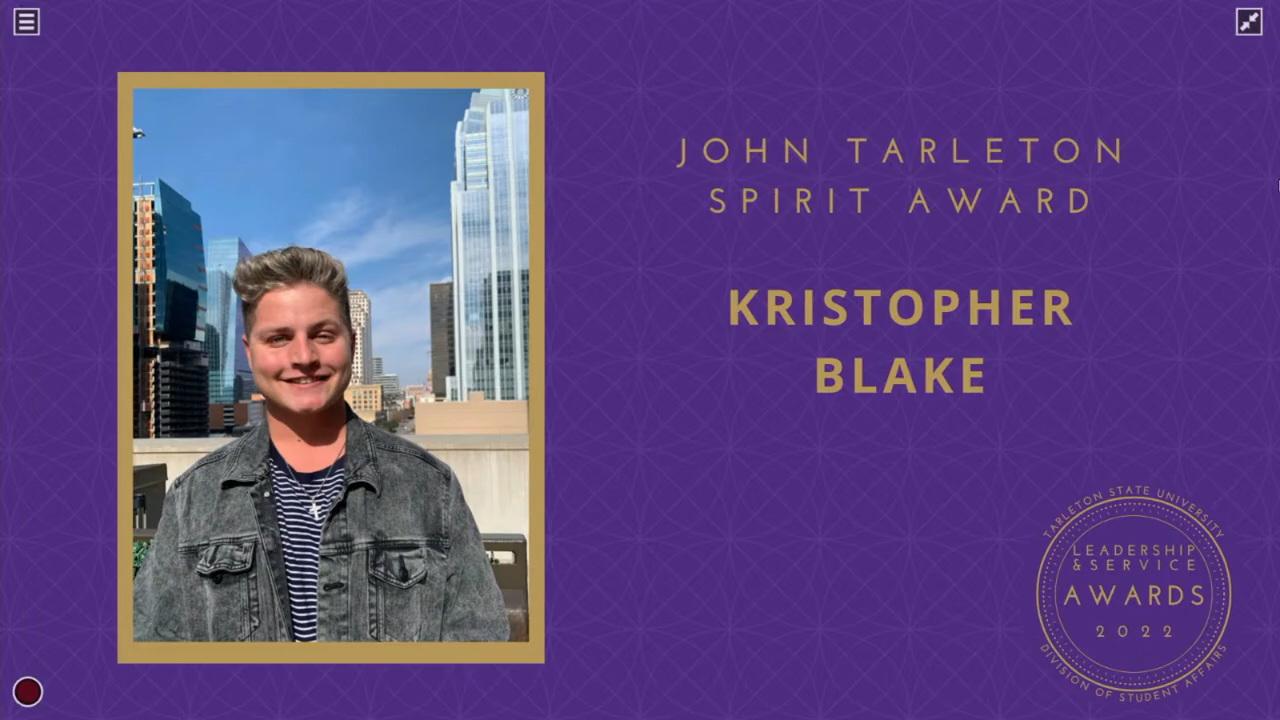 JOHN TARLETON
SPIRIT AWARD
KRISTOPHER
BLAKE
TARLETON STATE UNIVERSITY
LEADERSHIP
& SERVICE
AWARDS
2022
DIVISION OF STUDENT AFFAIRS